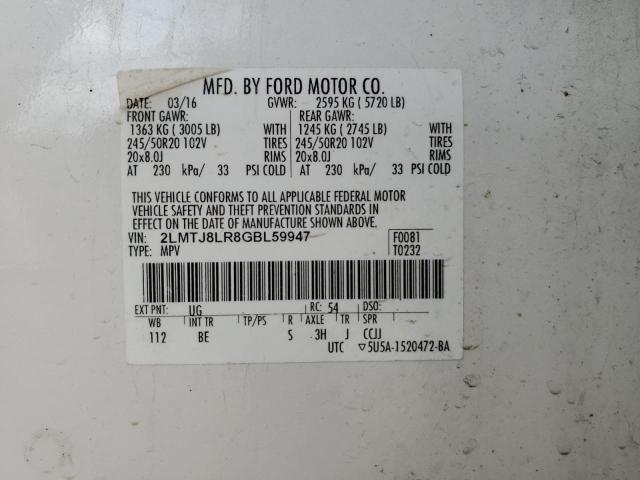 MFD. BY FORD MOTOR CO.
DATE: 03/16 GVWR: 2595 KG ( 5720 LB)
FRONT GAWR: REAR GAWR:
1363 KG ( 3005 LB) WITH 1245 KG ( 2745 LB) WITH
245/50R20 102V TIRES 245/50R20 102V TIRES
20x8.0J RIMS 20x8.0J RIMS
AT 230 kPa/ 33 PSI COLD AT 230 kPa/ 33 PSI COLD
THIS VEHICLE CONFORMS TO ALL APPLICABLE FEDERAL MOTOR
VEHICLE SAFETY AND THEFT PREVENTION STANDARDS IN
EFFECT ON THE DATE OF MANUFACTURE SHOWN ABOVE.
VIN: 2LMTJ8LR8GBL59947 F0081
TYPE: MPV T0232
EXT PNT: UG RC: 54 DSO:
WB INT TR TP/PS R AXLE TR SPR
112 BE S 3H J CCJJ
UTC ▽5U5A-1520472-BA